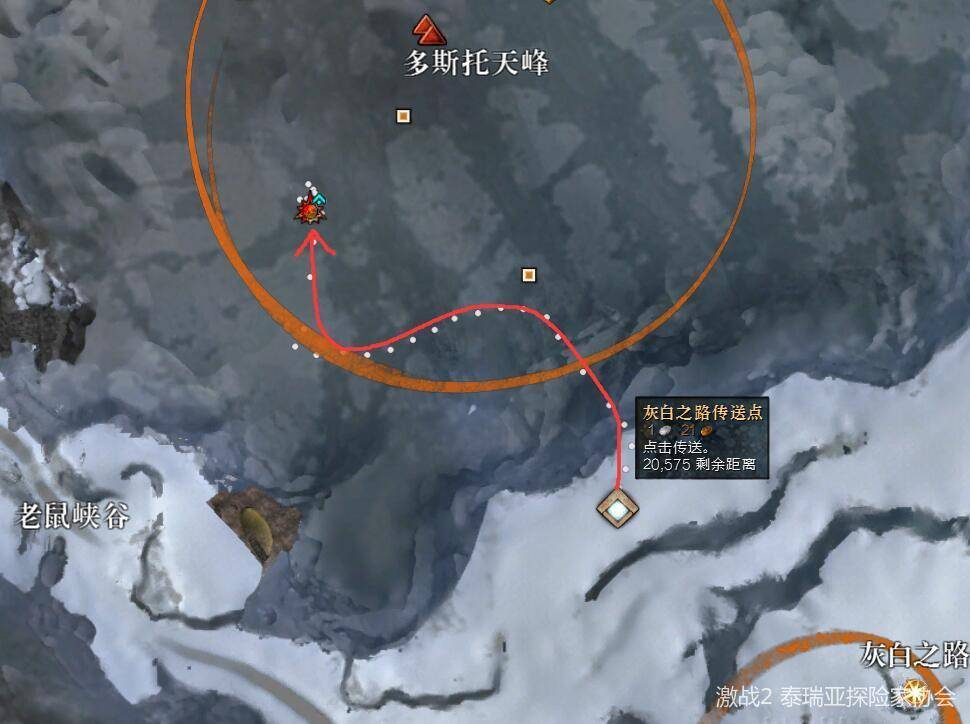 多斯托天峰
灰白之路传送点
1 21
点击传送。
20,575 剩余距离
老鼠峡谷
灰白之路
激战2 泰瑞亚探险家协会